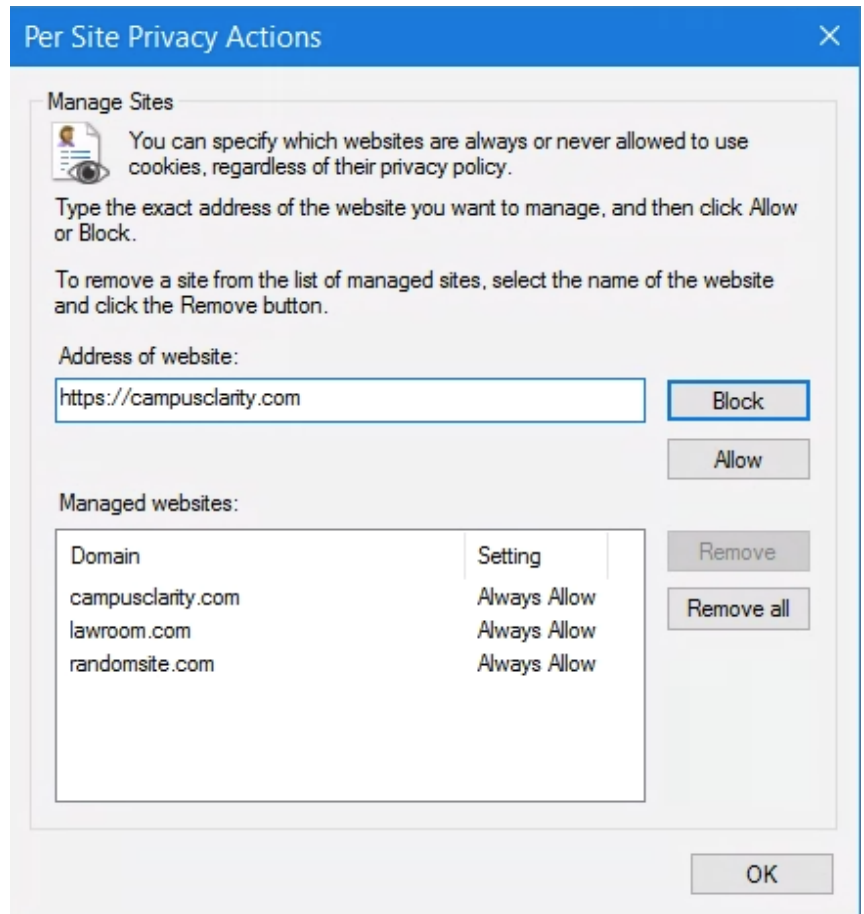 Per Site Privacy Actions
Manage Sites
You can specify which websites are always or never allowed to use
cookies, regardless of their privacy policy.
Type the exact address of the website you want to manage, and then click Allow
or Block.
To remove a site from the list of managed sites, select the name of the website
and click the Remove button.
Address of website:
https://campusclarity.com
Block
Allow
Managed websites:
Domain Setting
Remove
campusclarity.com Always Allow
Remove all
lawroom.com Always Allow
randomsite.com Always Allow
OK